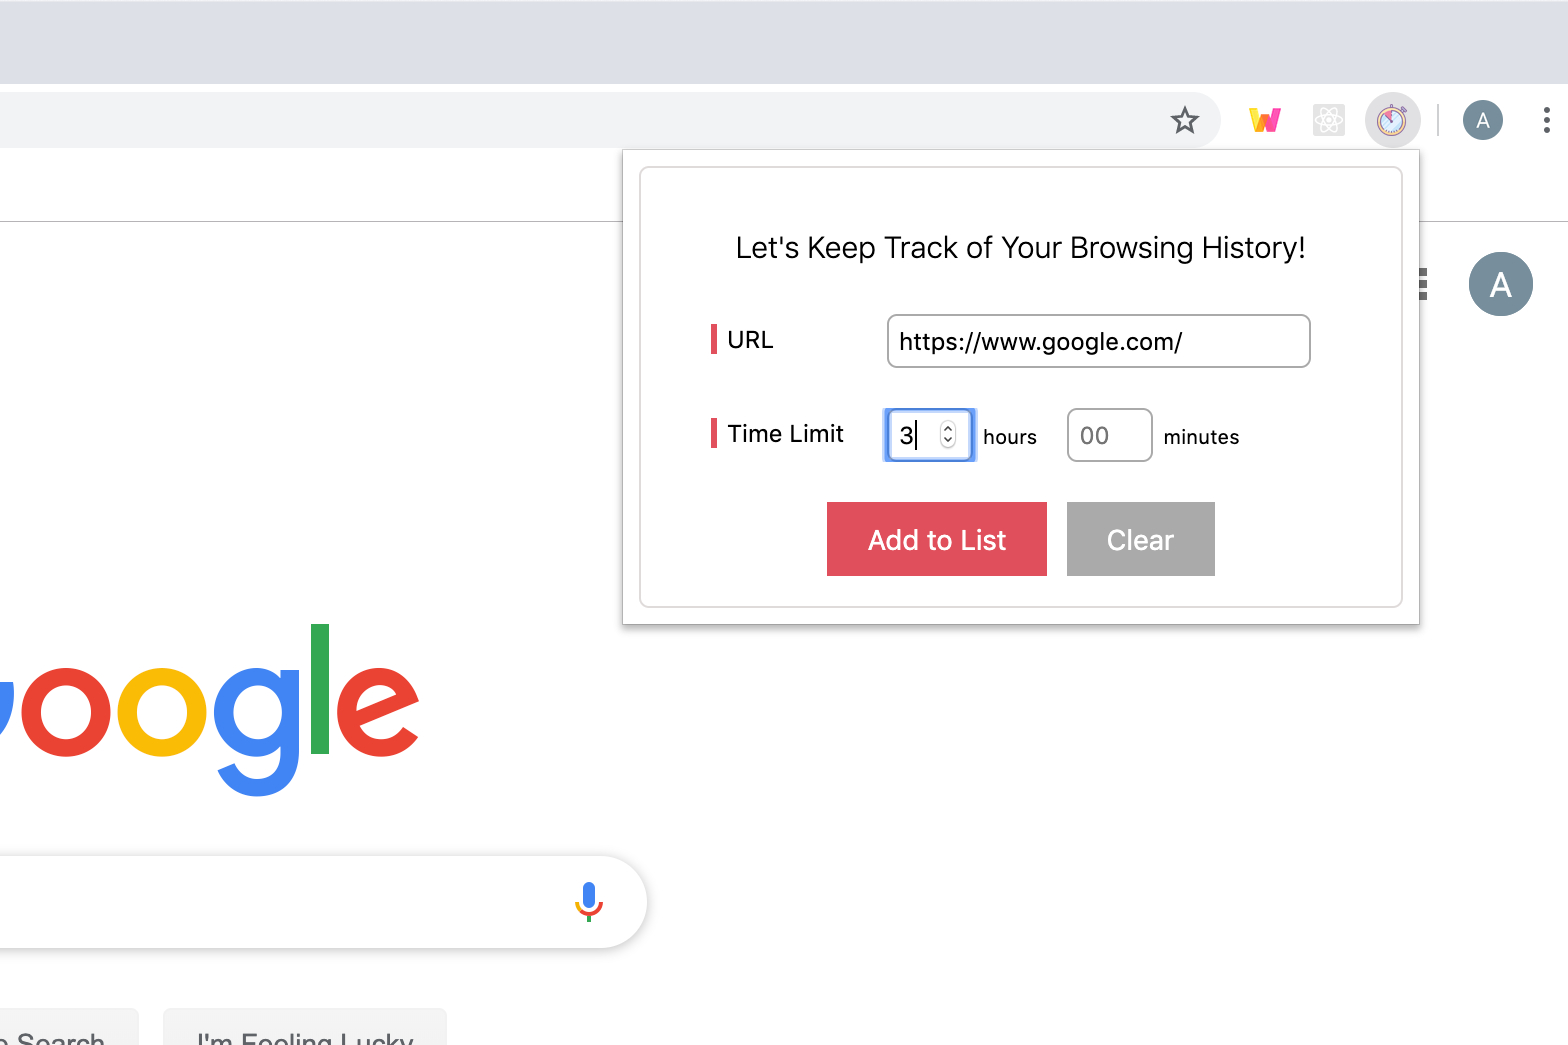 A
Let's Keep Track of Your Browsing History!
A
URL
https://www.google.com/
Time Limit
3
hours
00
minutes
Add to List
Clear
oogle
Search
I'm Feeling Lucky